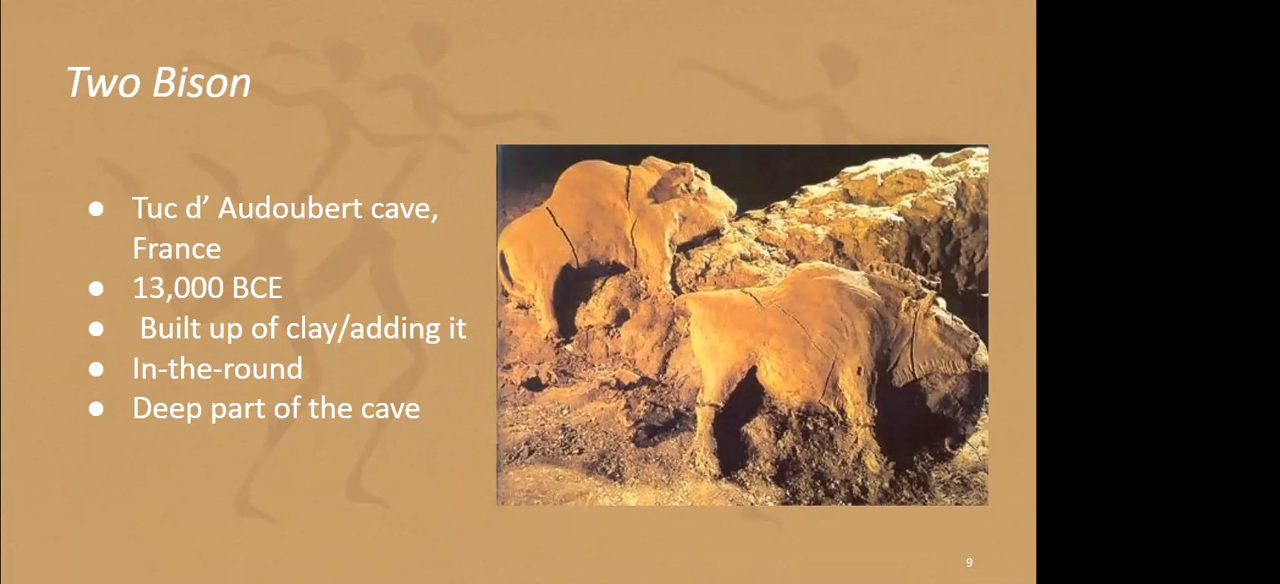 Two Bison
● Tuc d’ Audoubert cave,
France
● 13,000 BCE
● Built up of clay/adding it
● In-the-round
● Deep part of the cave
9